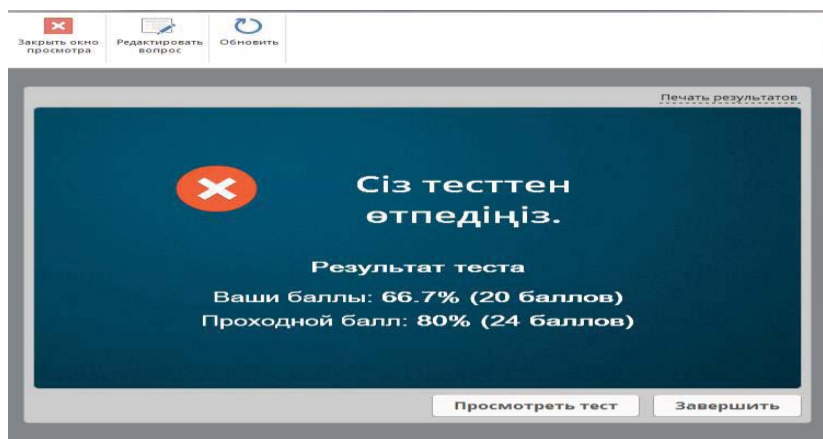 Закрыть окно просмотра
Редактировать вопрос
Обновить
Печать результатов
Сіз тесттен
өтпедіңіз.
Результат теста
Ваши баллы: 66.7% (20 баллов)
Проходной балл: 80% (24 баллов)
Просмотреть тест
Завершить